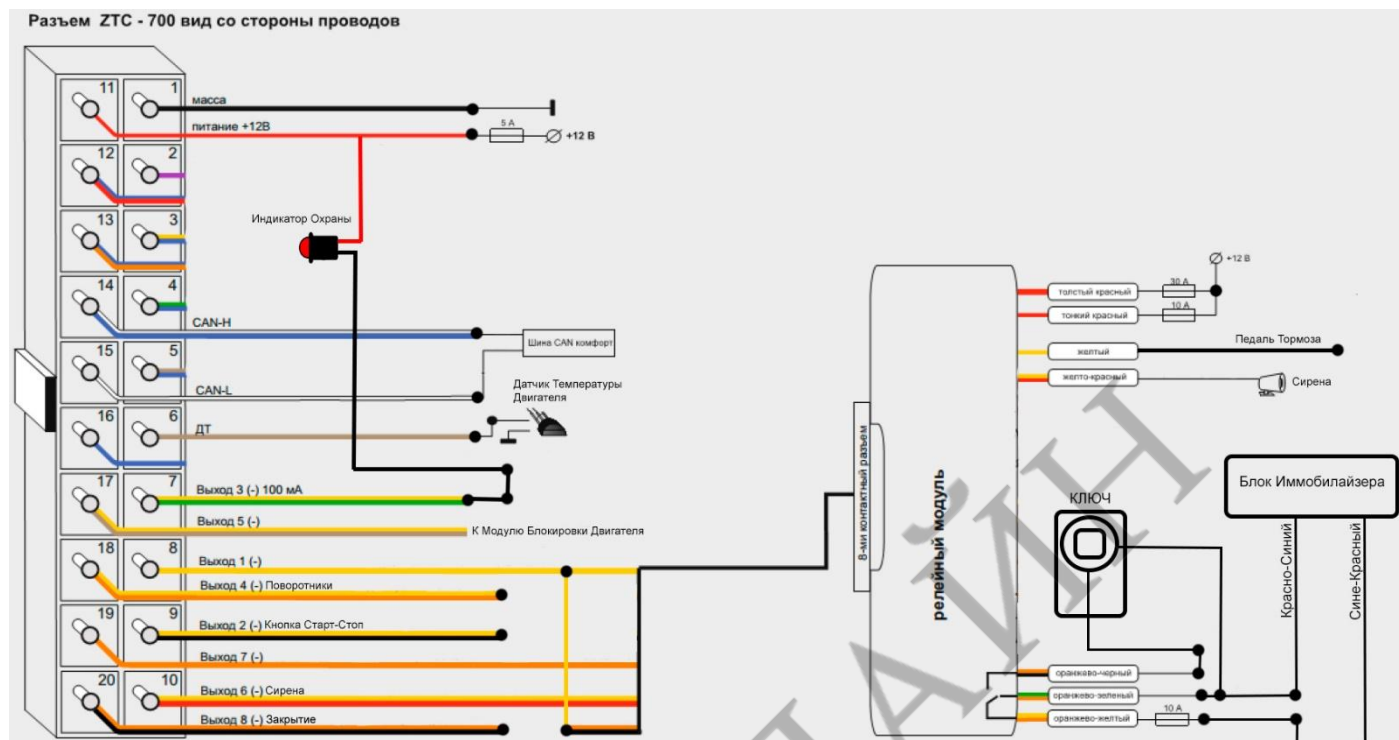 Разъем ZTC - 700 вид со стороны проводов
11
1
масса
питание +12В
5 А
+12 В
12
2
13
3
Индикатор Охраны
14
4
CAN-H
Шина CAN комфорт
15
5
CAN-L
Датчик Температуры
Двигателя
16
6
ДТ
17
7
Выход 3 (-) 100 мА
Выход 5 (-)
К Модулю Блокировки Двигателя
18
8
Выход 1 (-)
Выход 4 (-) Поворотники
19
9
Выход 2 (-) Кнопка Старт-Стоп
Выход 7 (-)
20
10
Выход 6 (-) Сирена
Выход 8 (-) Закрытие
8-ми контактный разъем
релейный модуль
+12 В
толстый красный
30 А
тонкий красный
10 А
желтый
Педаль Тормоза
желто-красный
Сирена
КЛЮЧ
Блок Иммобилайзера
Красно-Синий
Сине-Красный
оранжево-черный
оранжево-зеленый
оранжево-желтый
10 А
ЛАЙН